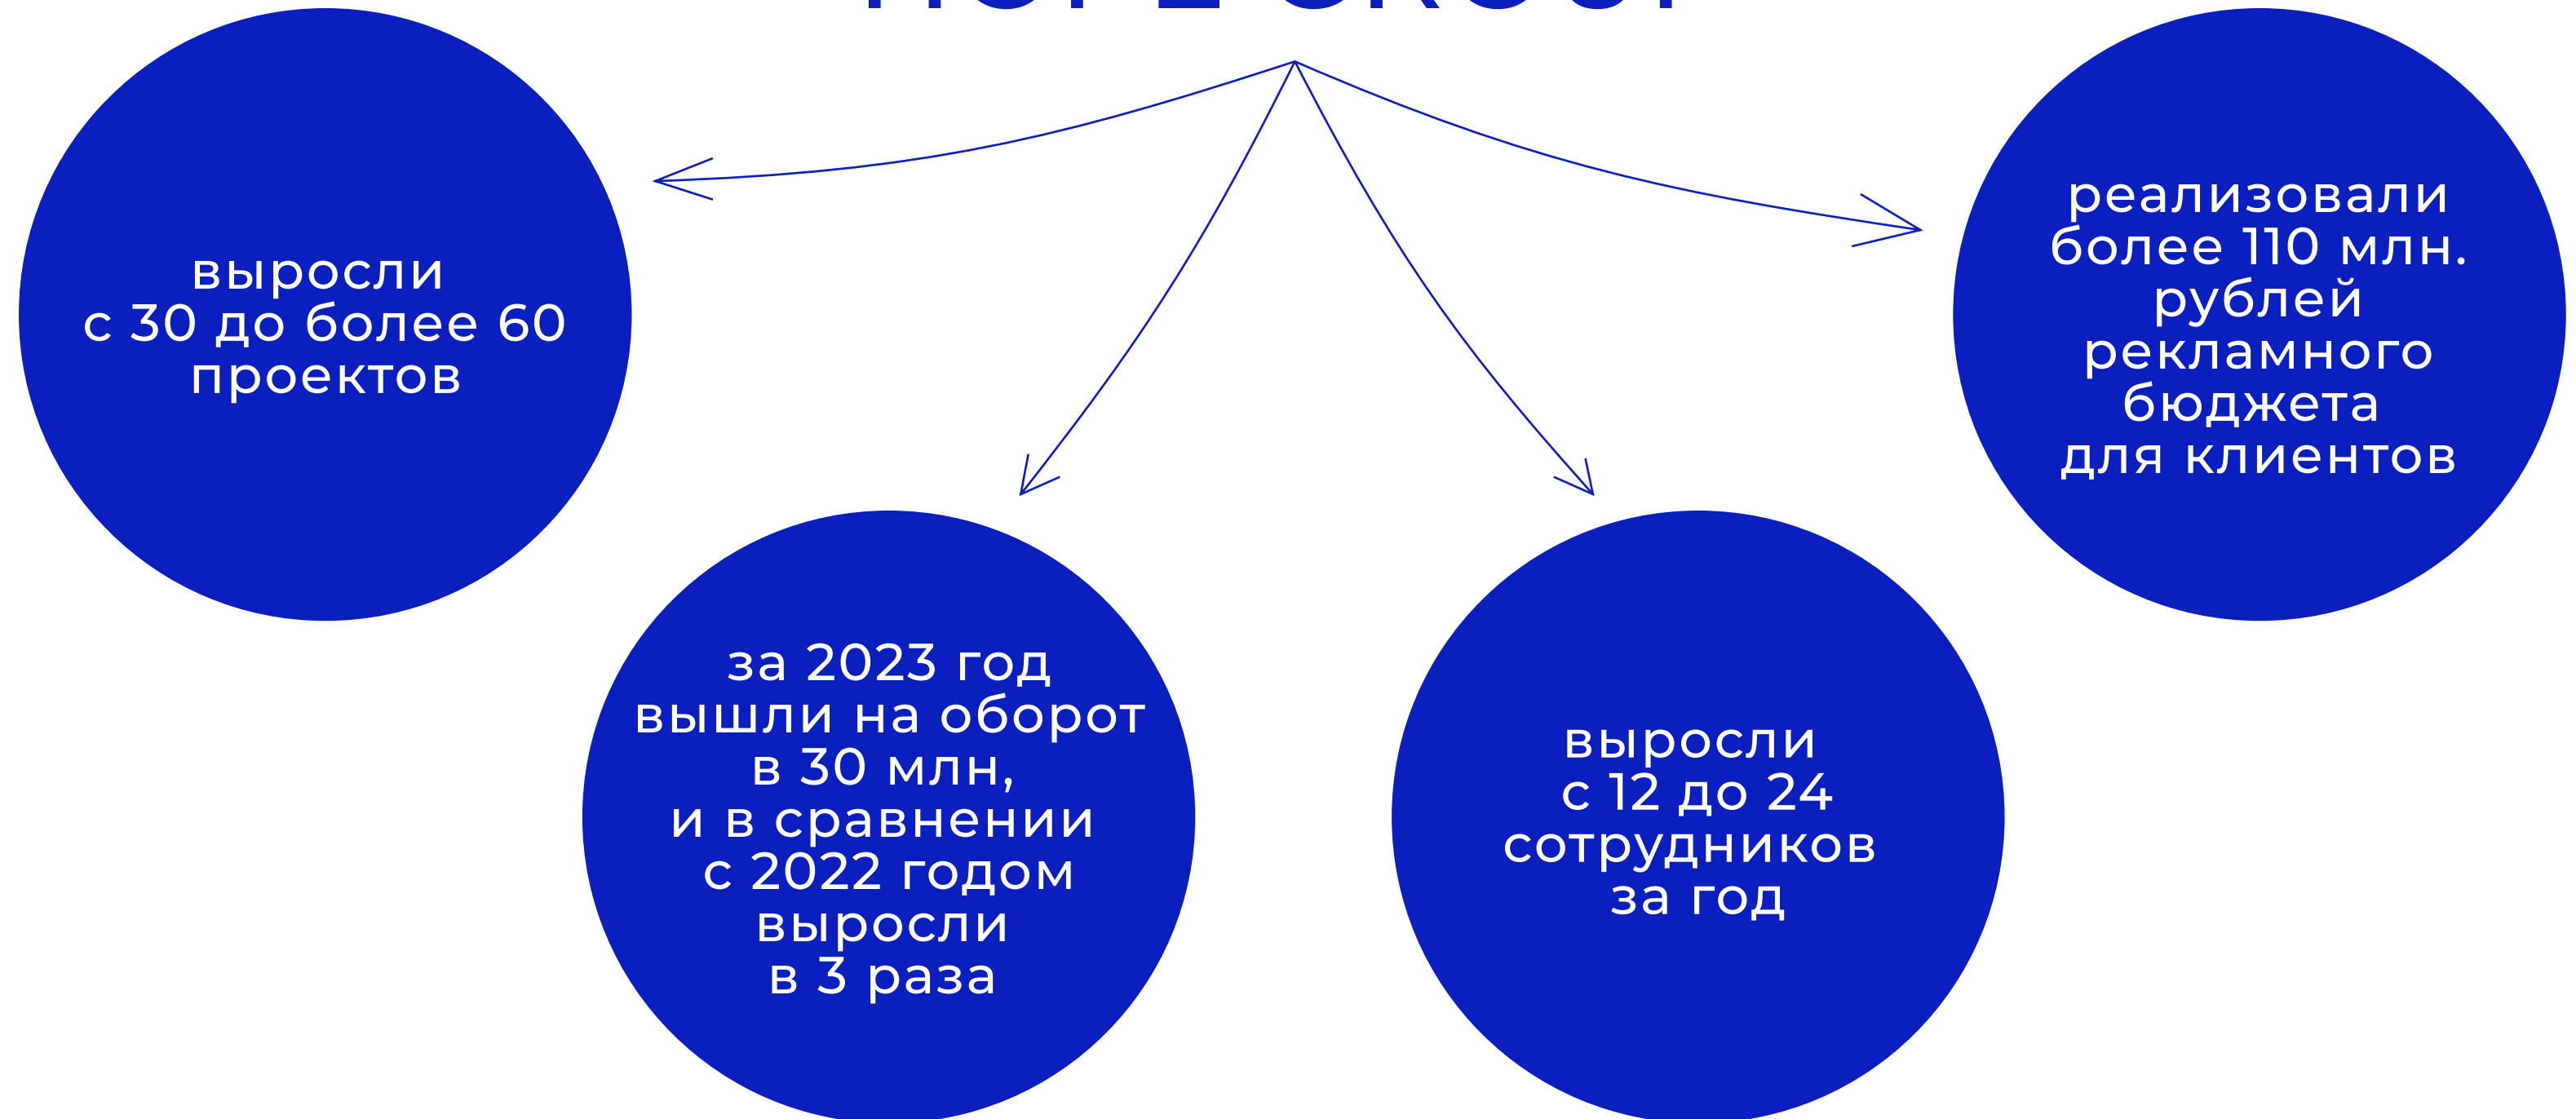 выросли
с 30 до более 60
проектов
за 2023 год
вышли на оборот
в 30 млн,
и в сравнении
с 2022 годом
выросли
в 3 раза
выросли
с 12 до 24
сотрудников
за год
реализовали
более 110 млн.
рублей
рекламного
бюджета
для клиентов